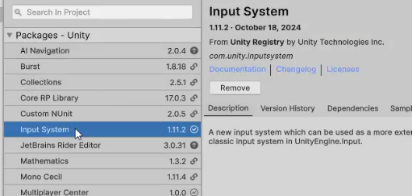 Search In Project
Packages - Unity
AI Navigation 2.0.4
Burst 1.8.18
Collections 2.5.1
Core RP Library 17.0.3
Custom NUnit 2.0.5
Input System 1.11.2
JetBrains Rider Editor 3.0.31
Mathematics 1.3.2
Mono Cecil 1.11.4
Multiplayer Center 1.0.0
Input System
1.11.2 · October 18, 2024
From Unity Registry by Unity Technologies Inc.
com.unity.inputsystem
Documentation | Changelog | Licenses
Remove
Description Version History Dependencies Sampl
A new input system which can be used as a more exter
classic input system in UnityEngine.Input.